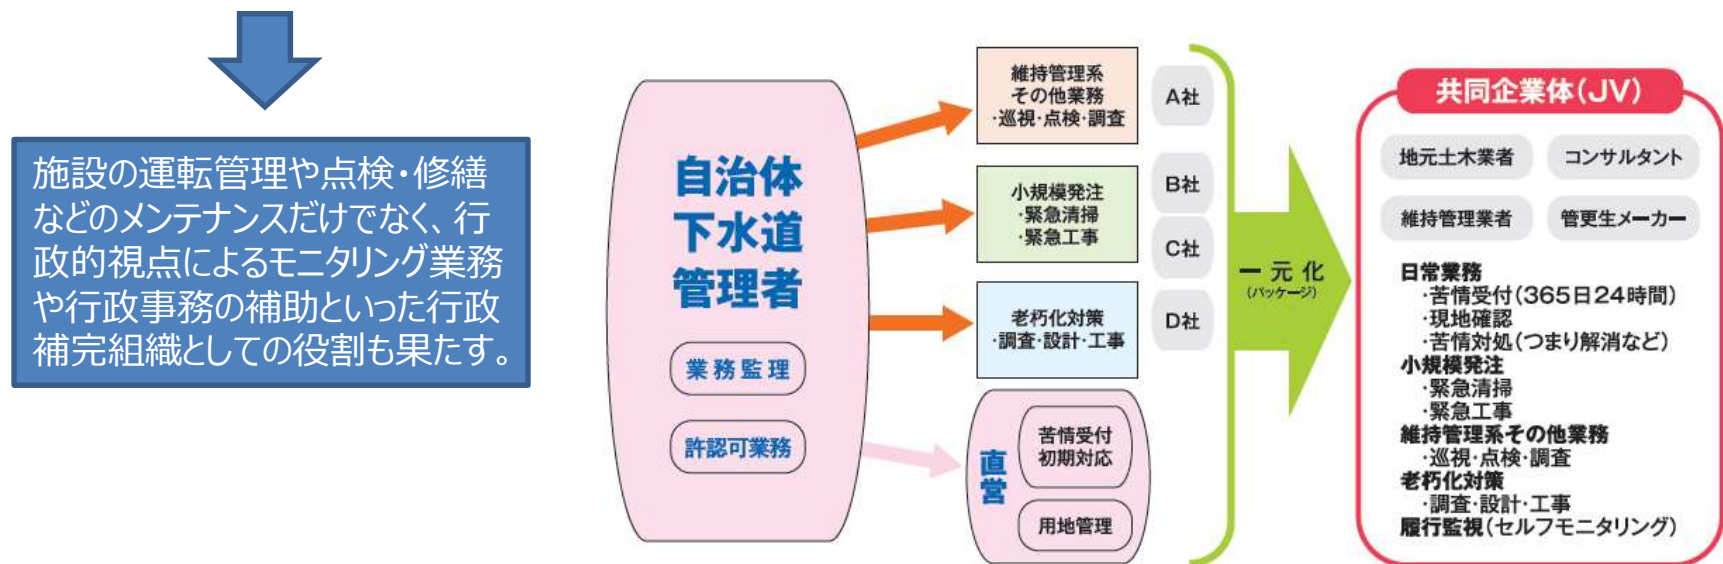 施設の運転管理や点検・修繕
などのメンテナンスだけでなく、行
政的視点によるモニタリング業務
や行政事務の補助といった行政
補完組織としての役割も果たす。
自治体
下水道
管理者
業務監理
許認可業務
維持管理系
その他業務
・巡視・点検・調査
小規模発注
・緊急清掃
・緊急工事
老朽化対策
・調査・設計・工事
直営
苦情受付
初期対応
用地管理
A社
B社
C社
D社
一元化
(パッケージ)
共同企業体(JV)
地元土木業者
コンサルタント
維持管理業者
管更生メーカー
日常業務
・苦情受付(365日24時間)
・現地確認
・苦情対処(つまり解消など)
小規模発注
・緊急清掃
・緊急工事
維持管理系その他業務
・巡視・点検・調査
老朽化対策
・調査・設計・工事
履行監視(セルフモニタリング)